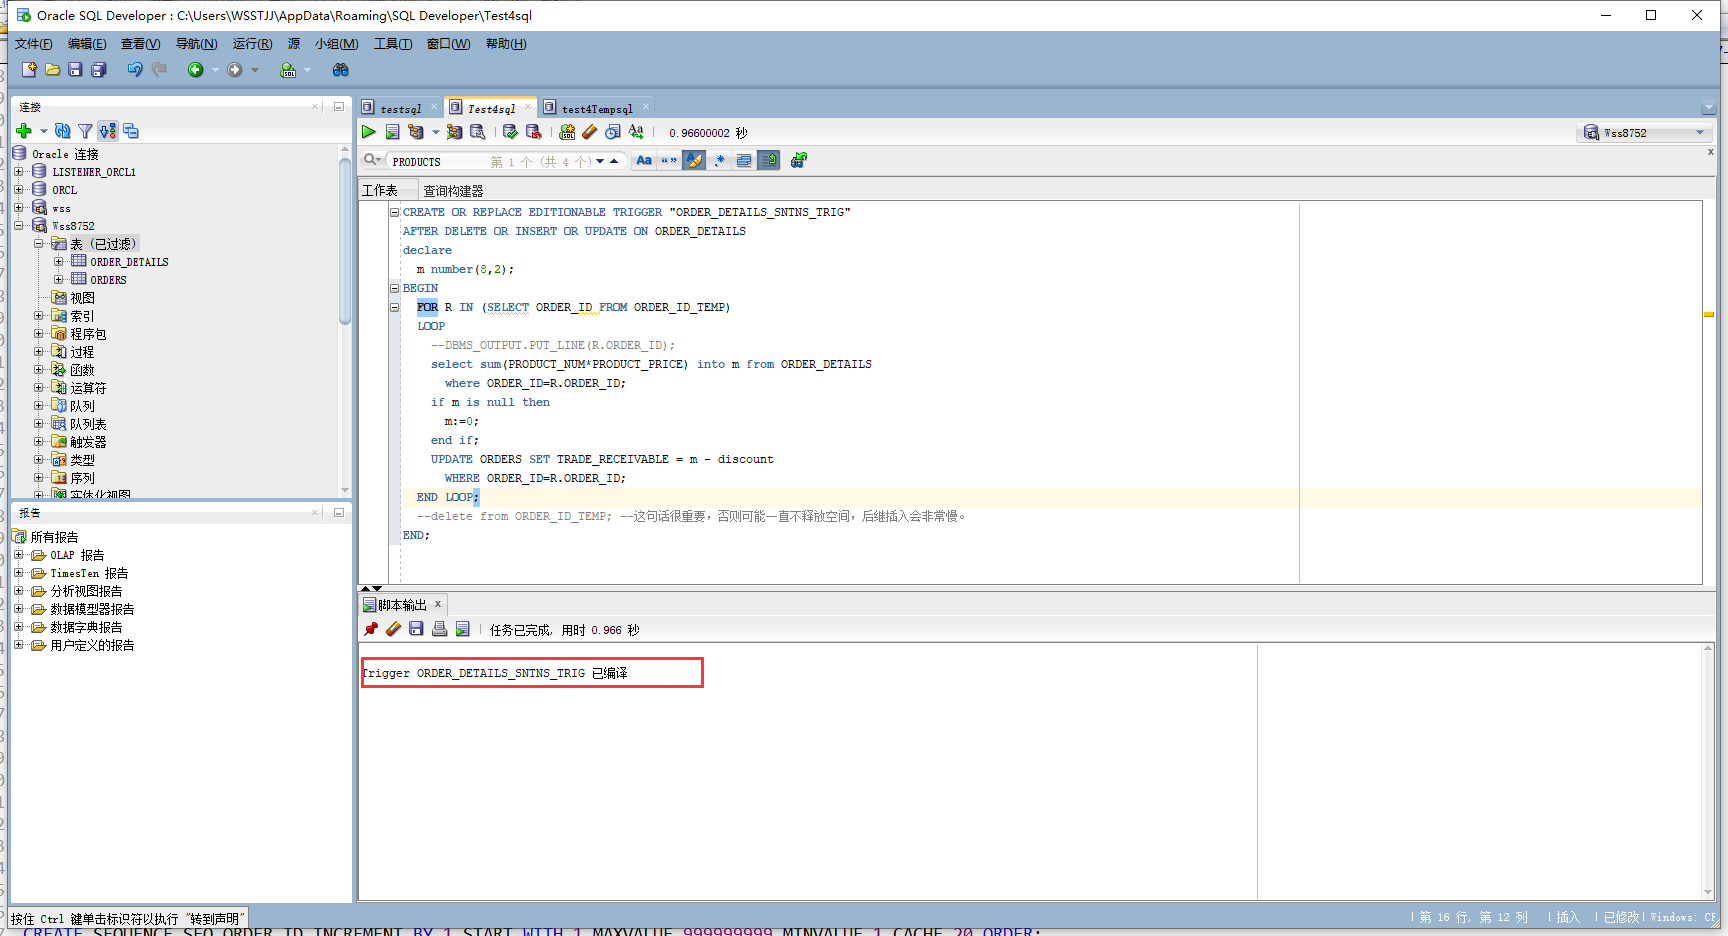 Oracle SQL Developer : C:\Users\WSSTJJ\AppData\Roaming\SQL Developer\Test4sql
文件(F) 编辑(E) 查看(V) 导航(N) 运行(R) 源 小组(M) 工具(T) 窗口(W) 帮助(H)
连接
Oracle 连接
LISTENER_ORCL1
ORCL
wss
Wss8752
表 (已过滤)
ORDER_DETAILS
ORDERS
视图
索引
程序包
过程
函数
运算符
队列
队列表
触发器
类型
序列
实体化视图
报告
所有报告
OLAP 报告
TimesTen 报告
分析视图报告
数据模型器报告
数据字典报告
用户定义的报告
testsql Test4sql test4Tempsql
0.96600002 秒
Wss8752
PRODUCTS 第 1 个 (共 4 个)
工作表 查询构建器
CREATE OR REPLACE EDITIONABLE TRIGGER "ORDER_DETAILS_SNTNS_TRIG"
AFTER DELETE OR INSERT OR UPDATE ON ORDER_DETAILS
declare
m number(8,2);
BEGIN
FOR R IN (SELECT ORDER_ID FROM ORDER_ID_TEMP)
LOOP
--DBMS_OUTPUT.PUT_LINE(R.ORDER_ID);
select sum(PRODUCT_NUM*PRODUCT_PRICE) into m from ORDER_DETAILS
where ORDER_ID=R.ORDER_ID;
if m is null then
m:=0;
end if;
UPDATE ORDERS SET TRADE_RECEIVABLE = m - discount
WHERE ORDER_ID=R.ORDER_ID;
END LOOP;
--delete from ORDER_ID_TEMP; --这句话很重要，否则可能一直不释放空间，后继插入会非常慢。
END;
脚本输出
任务已完成, 用时 0.966 秒
Trigger ORDER_DETAILS_SNTNS_TRIG 已编译
按住 Ctrl 键单击标识符以执行 "转到声明"
第 16 行, 第 12 列 插入 已修改 Windows: CR
CREATE SEQUENCE SEQ_ORDER_ID INCREMENT BY 1 START WITH 1 MAXVALUE 999999999 MINVALUE 1 CACHE 20 ORDER;